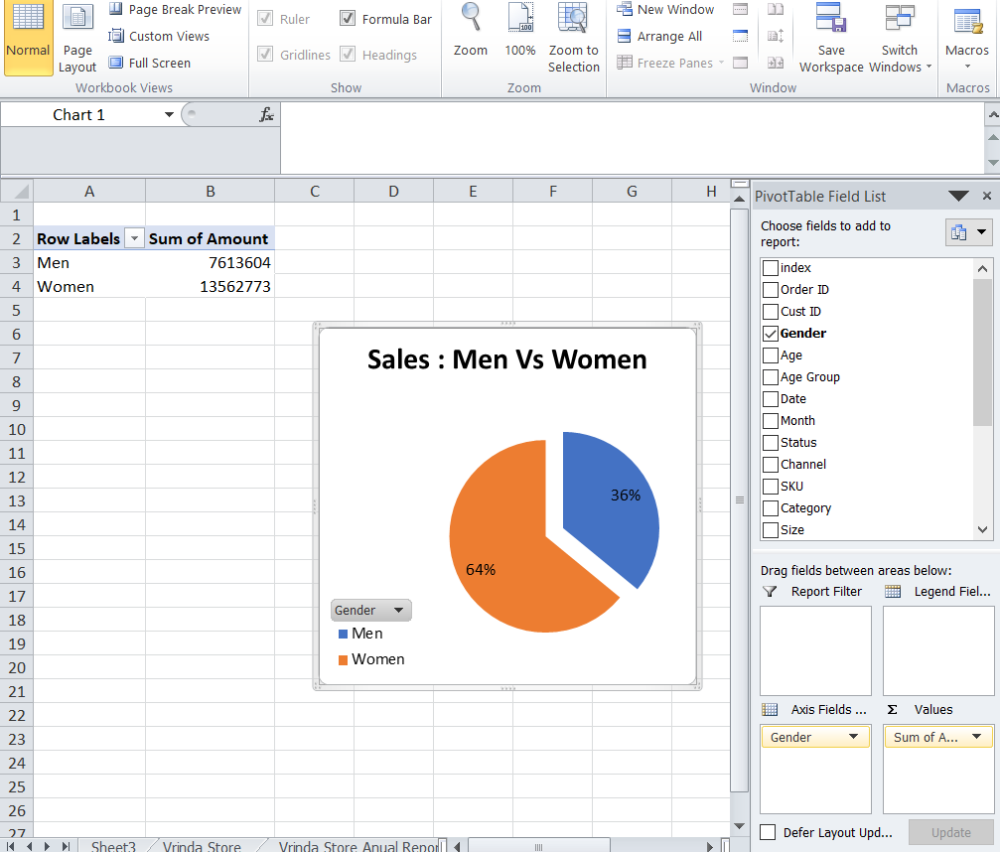 Normal
Page
Layout
Page Break Preview
Custom Views
Full Screen
Workbook Views
Ruler
Formula Bar
Gridlines
Headings
Show
Zoom
100%
Zoom to
Selection
Zoom
New Window
Arrange All
Freeze Panes
Save
Workspace
Switch
Windows
Window
Macros
Macros
Chart 1
fx
A B C D E F G H
1
2 Row Labels Sum of Amount
3 Men 7613604
4 Women 13562773
5
6
7
8
9
10
11
12
13
14
15
16
17
18
19
20
21
22
23
24
25
26
27
Sales : Men Vs Women
36%
64%
Gender
Men
Women
PivotTable Field List
Choose fields to add to
report:
index
Order ID
Cust ID
Gender
Age
Age Group
Date
Month
Status
Channel
SKU
Category
Size
Drag fields between areas below:
Report Filter
Legend Fiel...
Axis Fields ...
Σ Values
Gender
Sum of A...
Defer Layout Upd...
Update
Sheet3
Vrinda Store
Vrinda Store Anual Repor